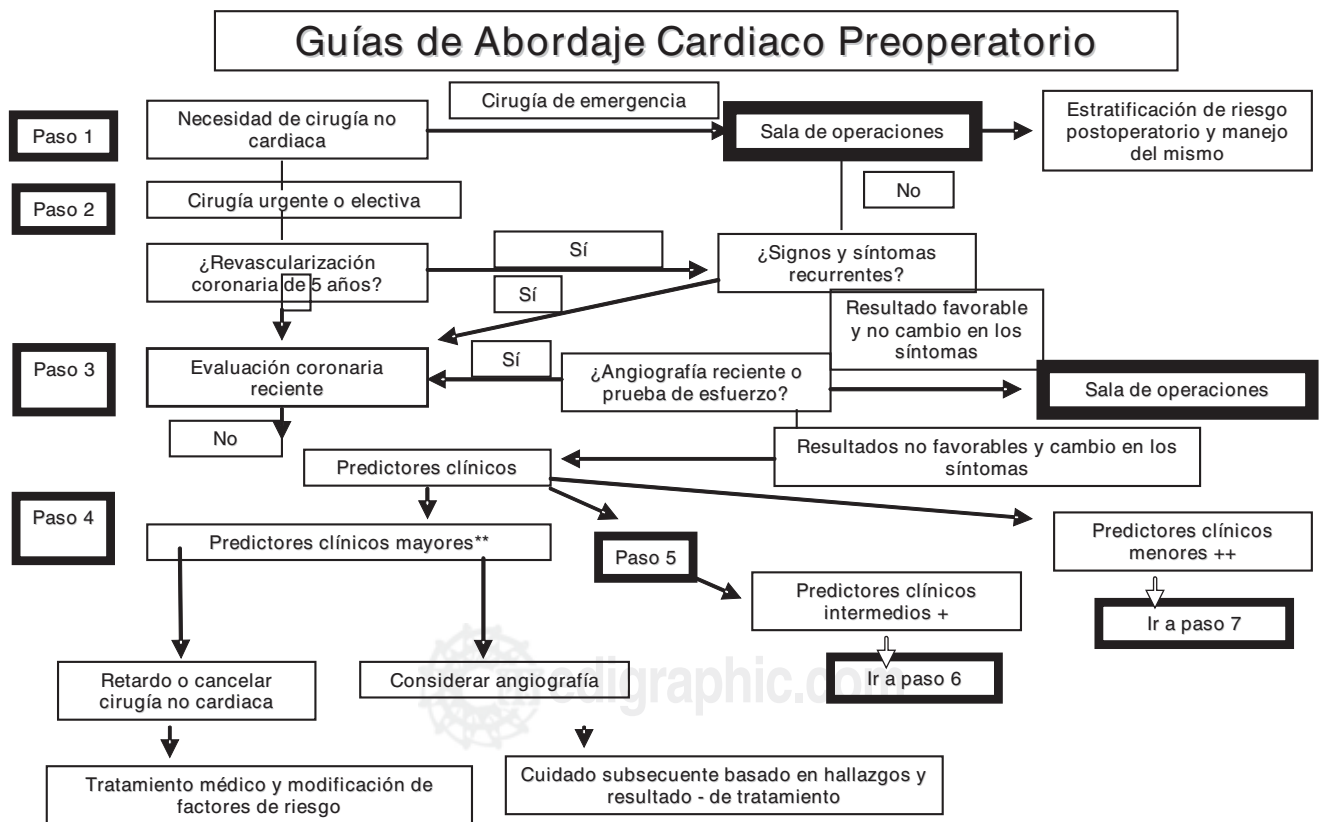 Guías de Abordaje Cardiaco Preoperatorio
Cirugía de emergencia
Paso 1
Necesidad de cirugía no
cardiaca
Sala de operaciones
Estratificación de riesgo
postoperatorio y manejo
del mismo
No
Paso 2
Cirugía urgente o electiva
¿Revascularización
coronaria de 5 años?
Sí
Sí
¿Signos y síntomas
recurrentes?
Resultado favorable
y no cambio en los
síntomas
Paso 3
Evaluación coronaria
reciente
Sí
¿Angiografía reciente o
prueba de esfuerzo?
Sala de operaciones
No
Resultados no favorables y cambio en los
síntomas
Predictores clínicos
Paso 4
Predictores clínicos mayores**
Paso 5
Predictores clínicos
menores ++
Predictores clínicos
intermedios +
Ir a paso 7
Ir a paso 6
Retardo o cancelar
cirugía no cardiaca
Considerar angiografía
medigraphic.com
Tratamiento médico y modificación de
factores de riesgo
Cuidado subsecuente basado en hallazgos y
resultado - de tratamiento